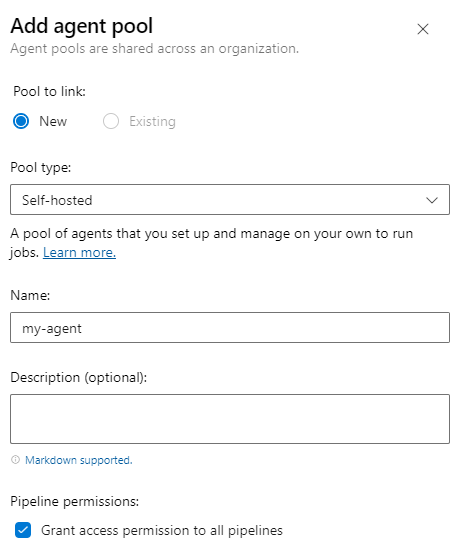 Add agent pool
Agent pools are shared across an organization.
Pool to link:
New Existing
Pool type:
Self-hosted
A pool of agents that you set up and manage on your own to run
jobs. Learn more.
Name:
my-agent
Description (optional):
Markdown supported.
Pipeline permissions:
Grant access permission to all pipelines